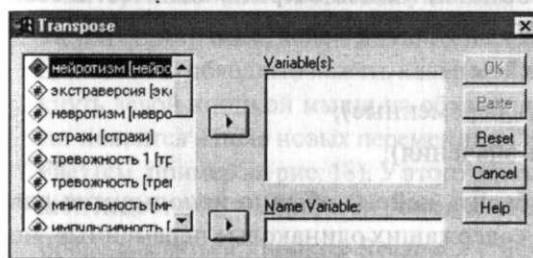 Transpose
нейротизм [нейро
экстраверсия [экс
невротизм [невро
страхи [страхи]
тревожность 1 [тр
тревожность [трев
мнительность [мн
импульсивность [
Variable(s):
Name Variable:
OK
Paste
Reset
Cancel
Help